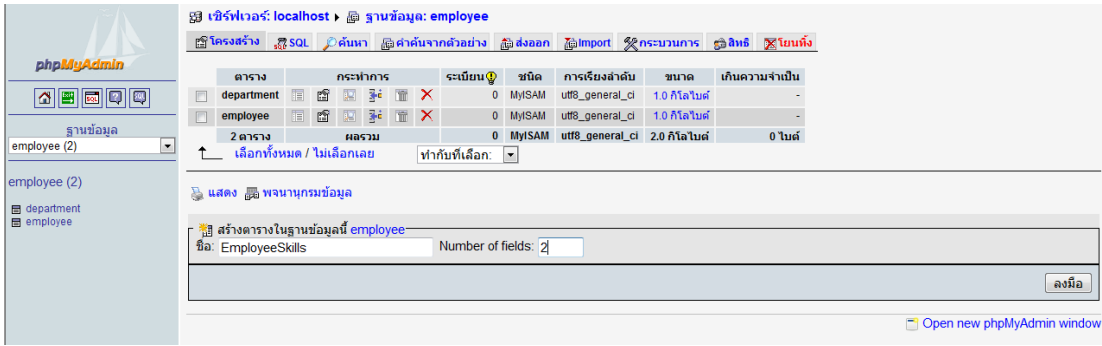 phpMyAdmin
ฐานข้อมูล
employee (2)
employee (2)
department
employee
เซิร์ฟเวอร์: localhost ▸ ฐานข้อมูล: employee
โครงสร้าง SQL ค้นหา คำค้นจากตัวอย่าง ส่งออก Import กระบวนการ สิทธิ โยนทิ้ง
ตาราง กระทำการ ระเบียน ชนิด การเรียงลำดับ ขนาด เกินความจำเป็น
department 0 MyISAM utf8_general_ci 1.0 กิโลไบต์ -
employee 0 MyISAM utf8_general_ci 1.0 กิโลไบต์ -
2 ตาราง ผลรวม 0 MyISAM utf8_general_ci 2.0 กิโลไบต์ 0 ไบต์
เลือกทั้งหมด / ไม่เลือกเลย ทำกับที่เลือก:
แสดง พจนานุกรมข้อมูล
สร้างตารางในฐานข้อมูลนี้ employee
ชื่อ: EmployeeSkills Number of fields: 2
ลงมือ
Open new phpMyAdmin window